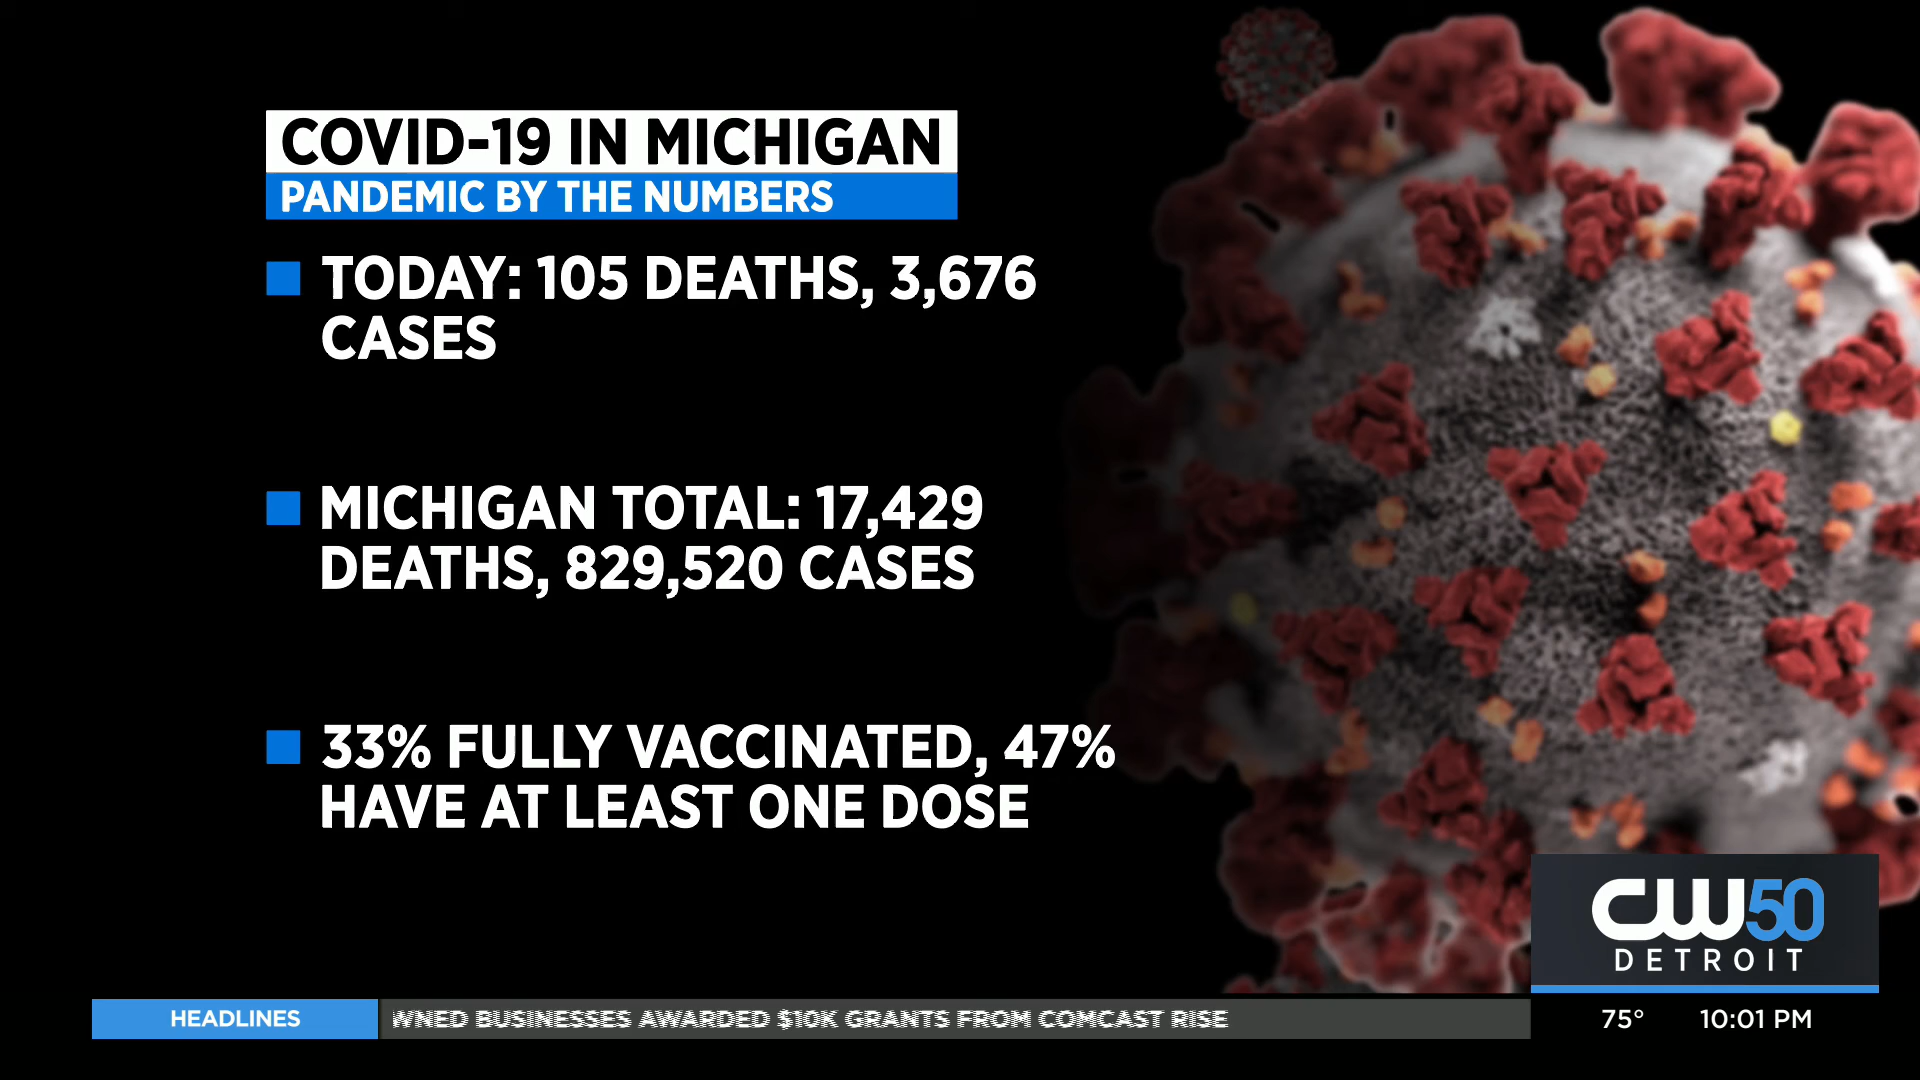 COVID-19 IN MICHIGAN
PANDEMIC BY THE NUMBERS
TODAY: 105 DEATHS, 3,676
CASES
MICHIGAN TOTAL: 17,429
DEATHS, 829,520 CASES
33% FULLY VACCINATED, 47%
HAVE AT LEAST ONE DOSE
CW50
DETROIT
HEADLINES
WNED BUSINESSES AWARDED $10K GRANTS FROM COMCAST RISE
75°
10:01 PM